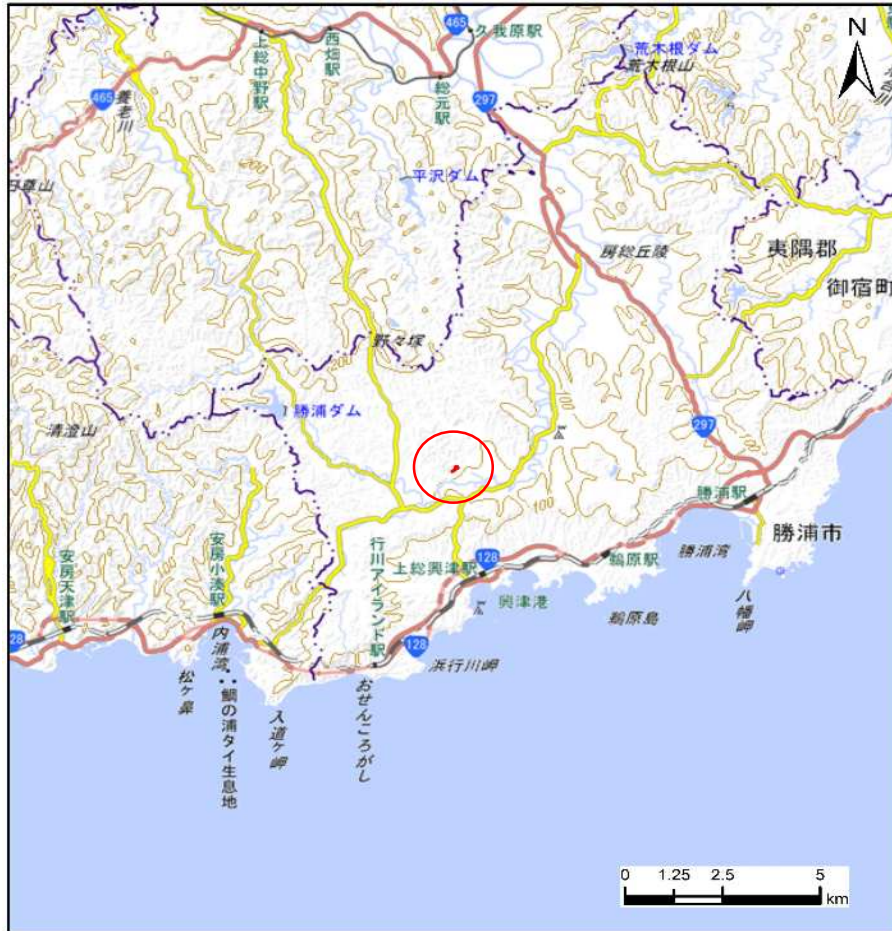 465
久我原駅
N
上総中野駅
西畑駅
荒木根ダム
荒木根山
総元駅
465
養老川
297
200
平沢ダム
房総丘陵
夷隅郡
御宿町
野々塚
200
勝浦ダム
清澄山
297
100
勝浦駅
勝浦市
安房天津駅
安房小湊駅
行川アイランド駅
上総興津駅
128
鵜原駅
勝浦湾
興津港
鵜原島
八幡岬
128
内浦湾
128
浜行川岬
松ヶ鼻
鯛の浦タイ生息地
入道ヶ岬
おせんころがし
0 1.25 2.5 5
km